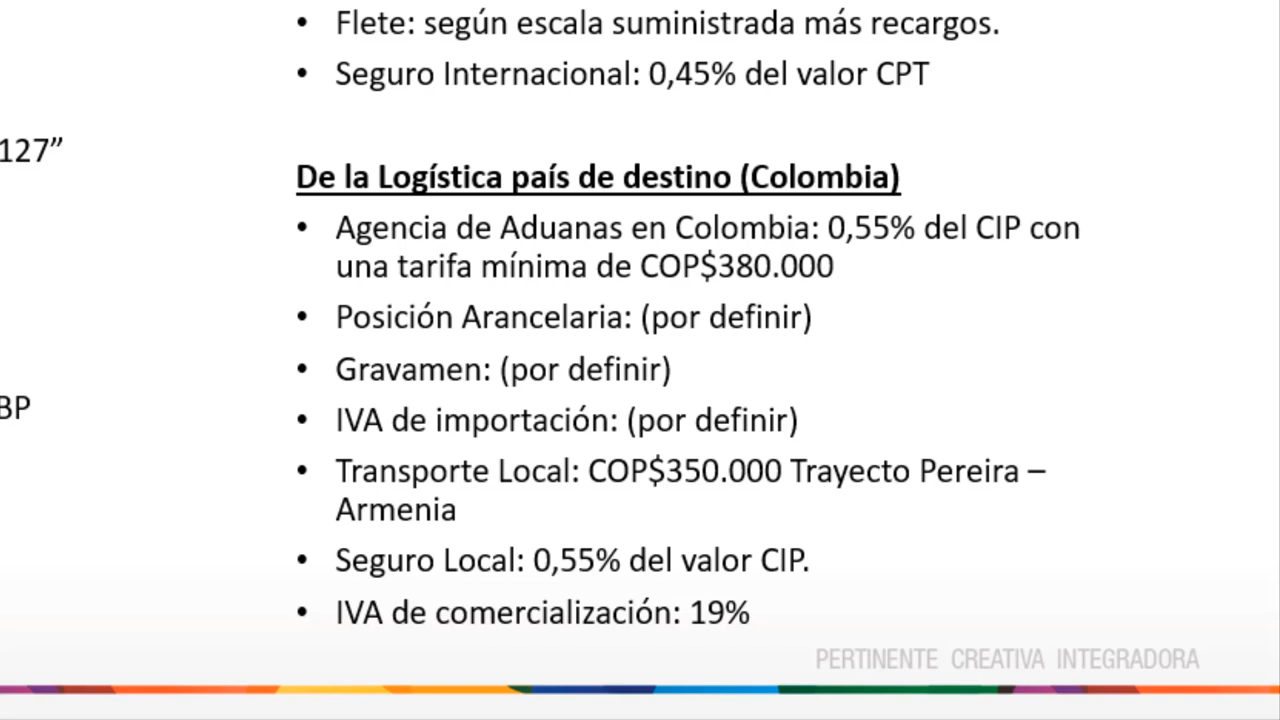 • Flete: según escala suministrada más recargos.
• Seguro Internacional: 0,45% del valor CPT
127”
De la Logística país de destino (Colombia)
• Agencia de Aduanas en Colombia: 0,55% del CIP con
una tarifa mínima de COP$380.000
• Posición Arancelaria: (por definir)
• Gravamen: (por definir)
BP
• IVA de importación: (por definir)
• Transporte Local: COP$350.000 Trayecto Pereira –
Armenia
• Seguro Local: 0,55% del valor CIP.
• IVA de comercialización: 19%
PERTINENTE CREATIVA INTEGRADORA